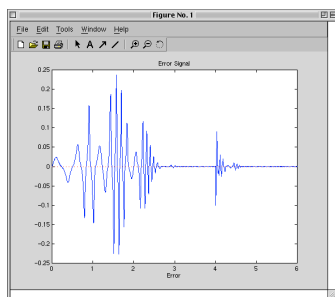 Figure No. 1
File Edit Tools Window Help
A
Error Signal
0.25
0.2
0.15
0.1
0.05
0
-0.05
-0.1
-0.15
-0.2
-0.25
0 1 2 3 4 5 6
Error